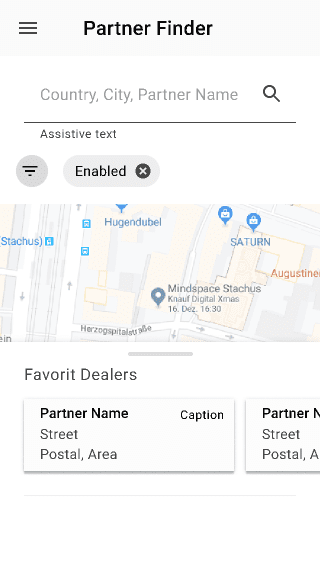 Partner Finder
Country, City, Partner Name
Assistive text
Enabled
Hugendubel
(Stachus)
SATURN
Augustiner
Mindspace Stachus
Knauf Digital Xmas
16. Dez. 16:30
Herzogspitalstraße
ein
Favorit Dealers
Partner Name
Caption
Street
Postal, Area
Partner N
Street
Postal, A